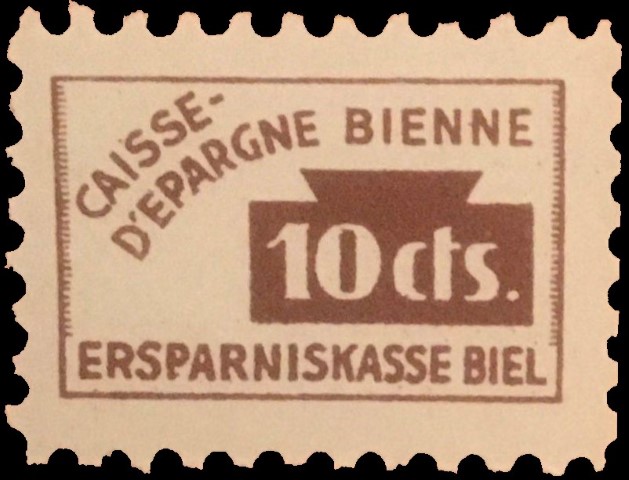 CAISSE-
D'EPARGNE BIENNE
10 cts.
ERSPARNISKASSE BIEL